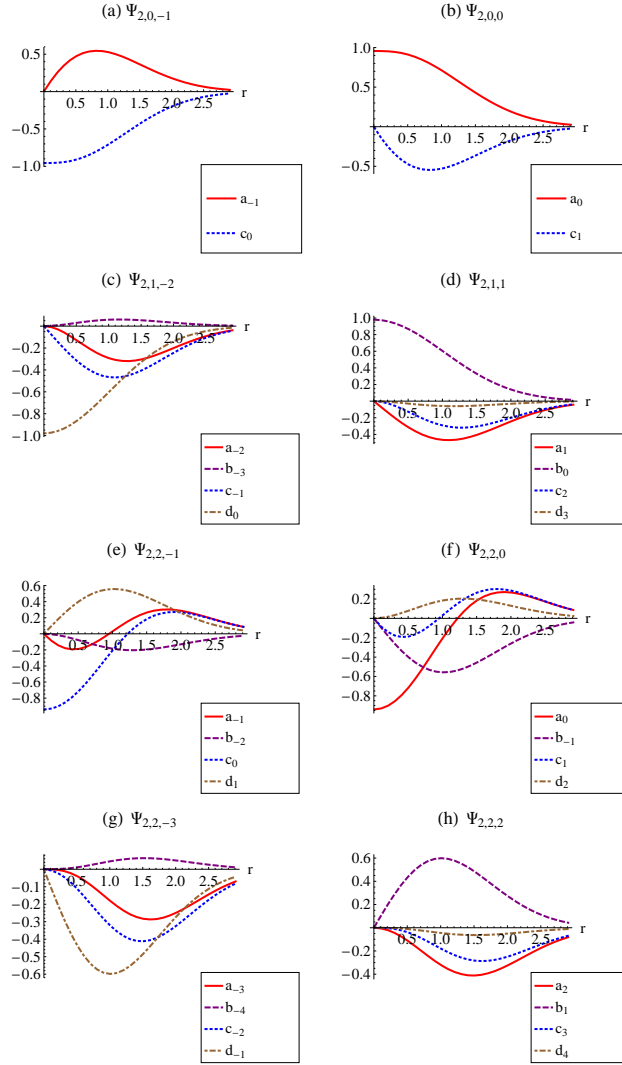 (a) Ψ2,0,−1
0.5
0.5 1.0 1.5 2.0 2.5 r
−0.5
−1.0
a−1
c0
(b) Ψ2,0,0
1.0
0.5
0.5 1.0 1.5 2.0 2.5 r
−0.5
a0
c1
(c) Ψ2,1,−2
0.5 1.0 1.5 2.0 2.5 r
−0.2
−0.4
−0.6
−0.8
−1.0
a−2
b−3
c−1
d0
(d) Ψ2,1,1
1.0
0.8
0.6
0.4
0.2
0.5 1.0 1.5 2.0 2.5 r
−0.2
−0.4
a1
b0
c2
d3
(e) Ψ2,2,−1
0.6
0.4
0.2
0.5 1.0 1.5 2.0 2.5 r
−0.2
−0.4
−0.6
−0.8
a−1
b−2
c0
d1
(f) Ψ2,2,0
0.2
0.5 1.0 1.5 2.0 2.5 r
−0.2
−0.4
−0.6
−0.8
a0
b−1
c1
d2
(g) Ψ2,2,−3
0.5 1.0 1.5 2.0 2.5 r
−0.1
−0.2
−0.3
−0.4
−0.5
−0.6
a−3
b−4
c−2
d−1
(h) Ψ2,2,2
0.6
0.4
0.2
0.5 1.0 1.5 2.0 2.5 r
−0.2
−0.4
a2
b1
c3
d4